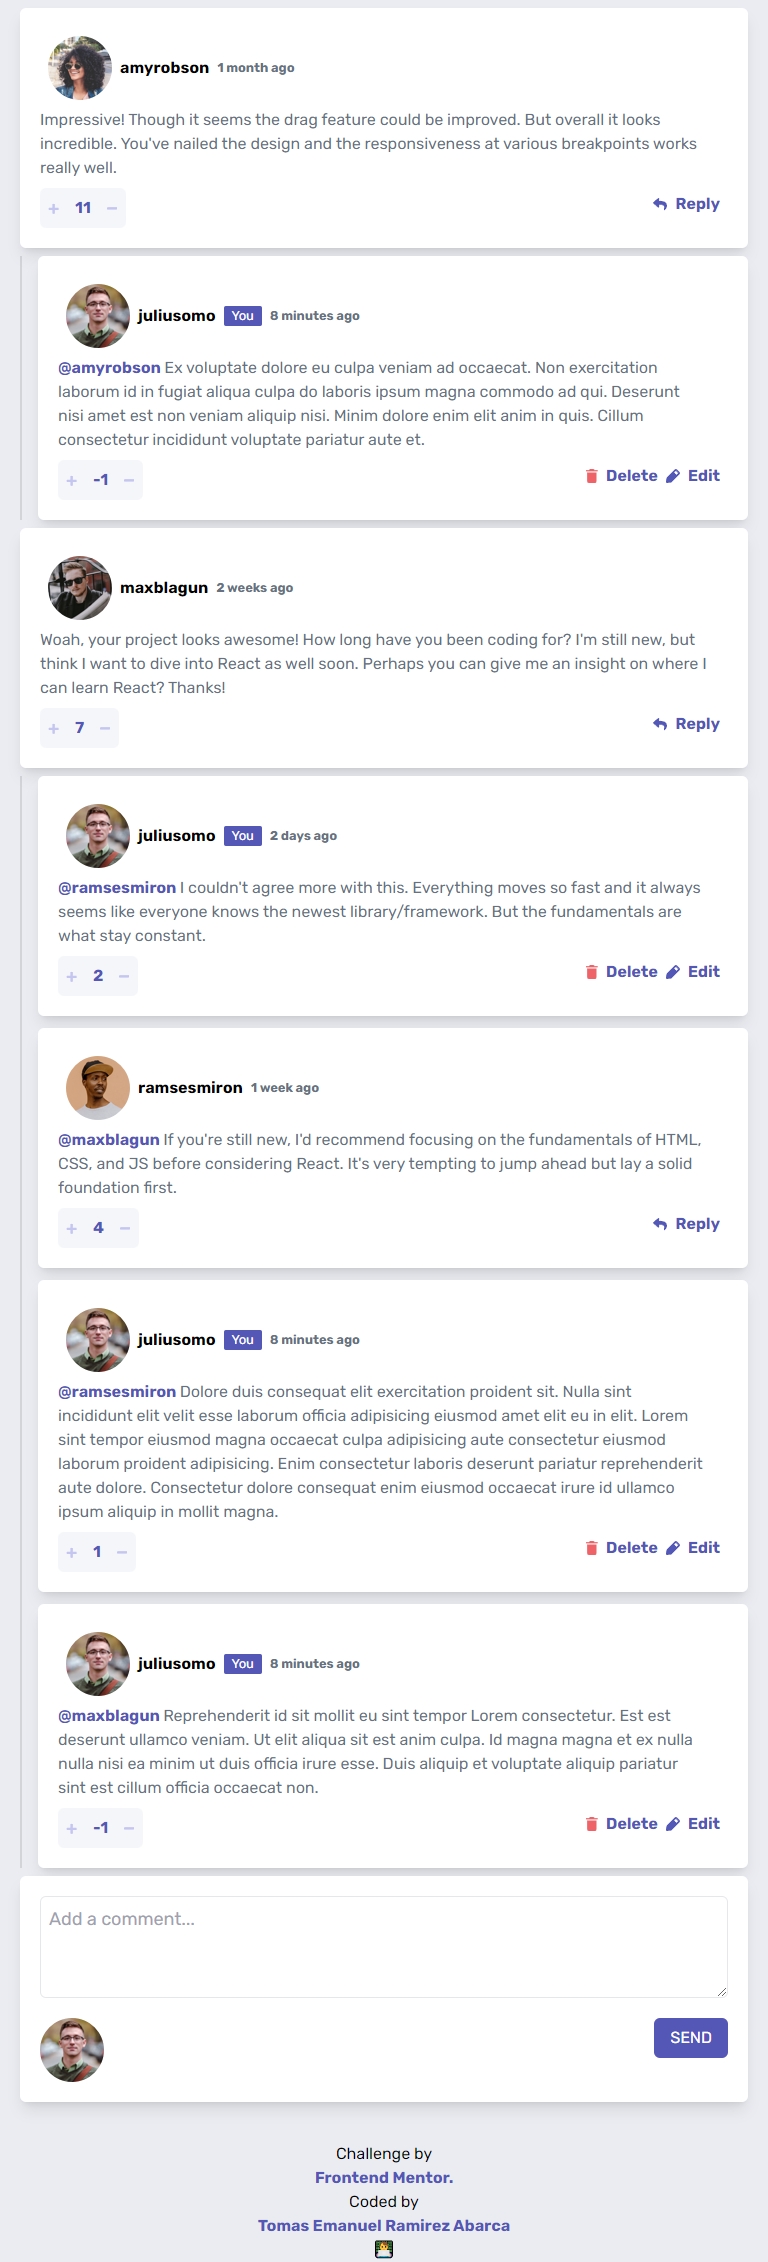 amyrobson 1 month ago
Impressive! Though it seems the drag feature could be improved. But overall it looks
incredible. You've nailed the design and the responsiveness at various breakpoints works
really well.
+ 11 − Reply
juliusomo You 8 minutes ago
@amyrobson Ex voluptate dolore eu culpa veniam ad occaecat. Non exercitation
laborum id in fugiat aliqua culpa do laboris ipsum magna commodo ad qui. Deserunt
nisi amet est non veniam aliquip nisi. Minim dolore enim elit anim in quis. Cillum
consectetur incididunt voluptate pariatur aute et.
+ -1 − Delete Edit
maxblagun 2 weeks ago
Woah, your project looks awesome! How long have you been coding for? I'm still new, but
think I want to dive into React as well soon. Perhaps you can give me an insight on where I
can learn React? Thanks!
+ 7 − Reply
juliusomo You 2 days ago
@ramsesmiron I couldn't agree more with this. Everything moves so fast and it always
seems like everyone knows the newest library/framework. But the fundamentals are
what stay constant.
+ 2 − Delete Edit
ramsesmiron 1 week ago
@maxblagun If you're still new, I'd recommend focusing on the fundamentals of HTML,
CSS, and JS before considering React. It's very tempting to jump ahead but lay a solid
foundation first.
+ 4 − Reply
juliusomo You 8 minutes ago
@ramsesmiron Dolore duis consequat elit exercitation proident sit. Nulla sint
incididunt elit velit esse laborum officia adipisicing eiusmod amet elit eu in elit. Lorem
sint tempor eiusmod magna occaecat culpa adipisicing aute consectetur eiusmod
laborum proident adipisicing. Enim consectetur laboris deserunt pariatur reprehenderit
aute dolore. Consectetur dolore consequat enim eiusmod occaecat irure id ullamco
ipsum aliquip in mollit magna.
+ 1 − Delete Edit
juliusomo You 8 minutes ago
@maxblagun Reprehenderit id sit mollit eu sint tempor Lorem consectetur. Est est
deserunt ullamco veniam. Ut elit aliqua sit est anim culpa. Id magna magna et ex nulla
nulla nisi ea minim ut duis officia irure esse. Duis aliquip et voluptate aliquip pariatur
sint est cillum officia occaecat non.
+ -1 − Delete Edit
Add a comment...
SEND
Challenge by
Frontend Mentor.
Coded by
Tomas Emanuel Ramirez Abarca